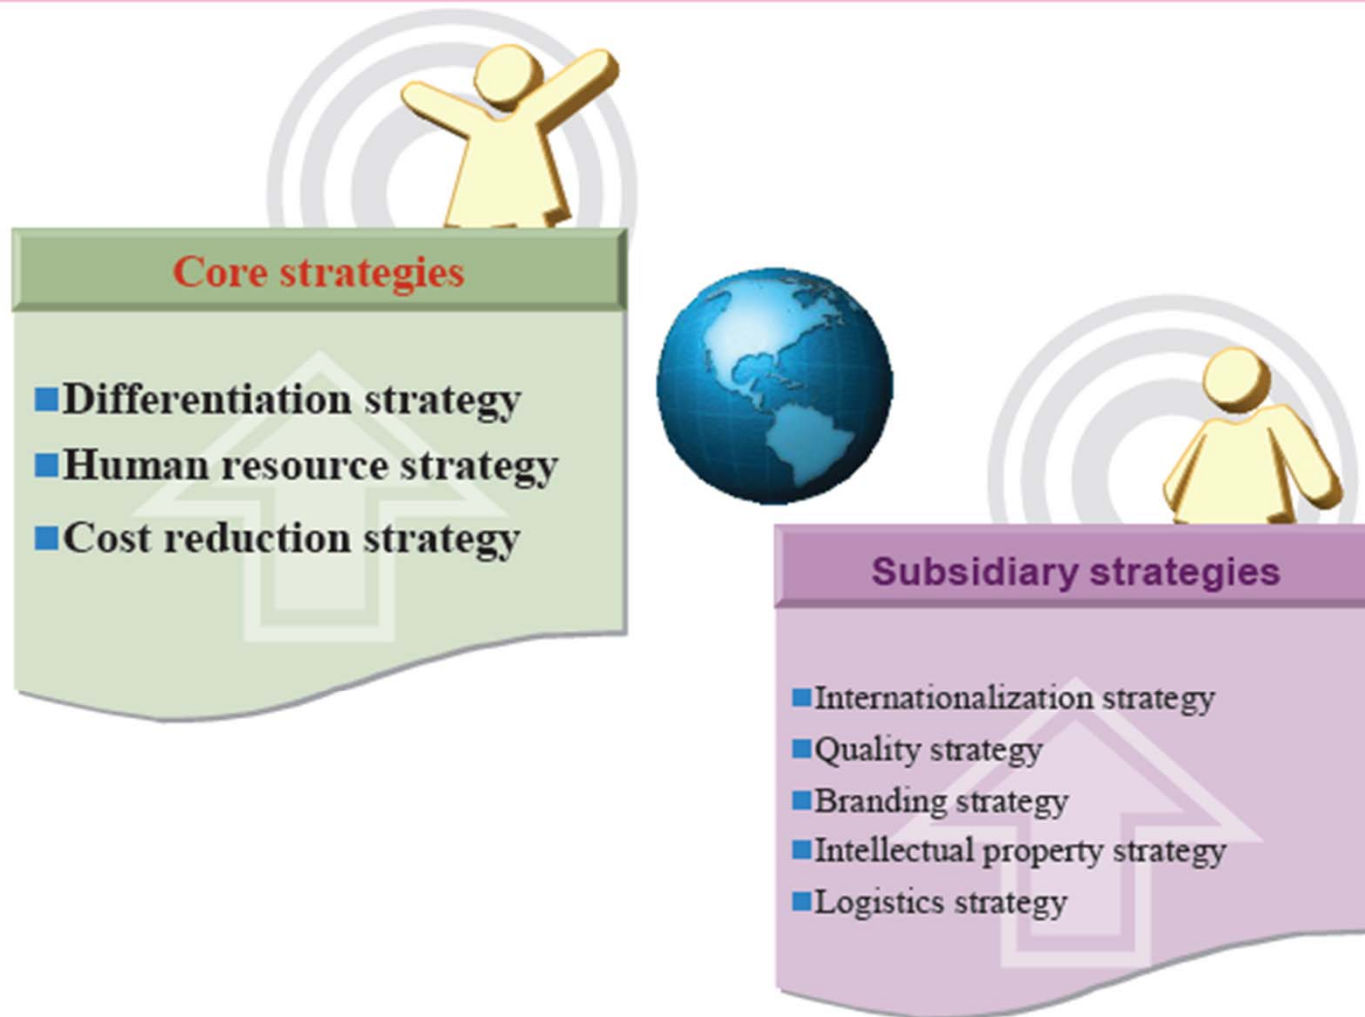 Core strategies
Differentiation strategy
Human resource strategy
Cost reduction strategy
Subsidiary strategies
Internationalization strategy
Quality strategy
Branding strategy
Intellectual property strategy
Logistics strategy